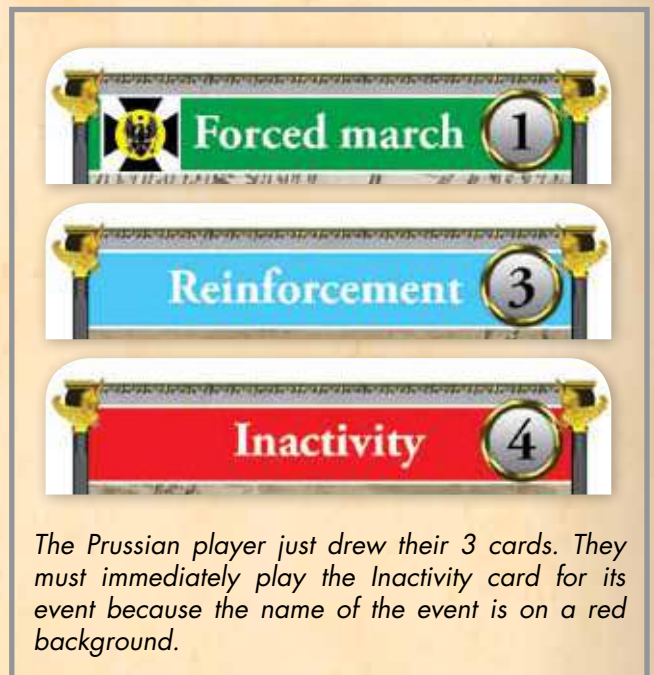 Forced march 1
Reinforcement 3
Inactivity 4
The Prussian player just drew their 3 cards. They
must immediately play the Inactivity card for its
event because the name of the event is on a red
background.